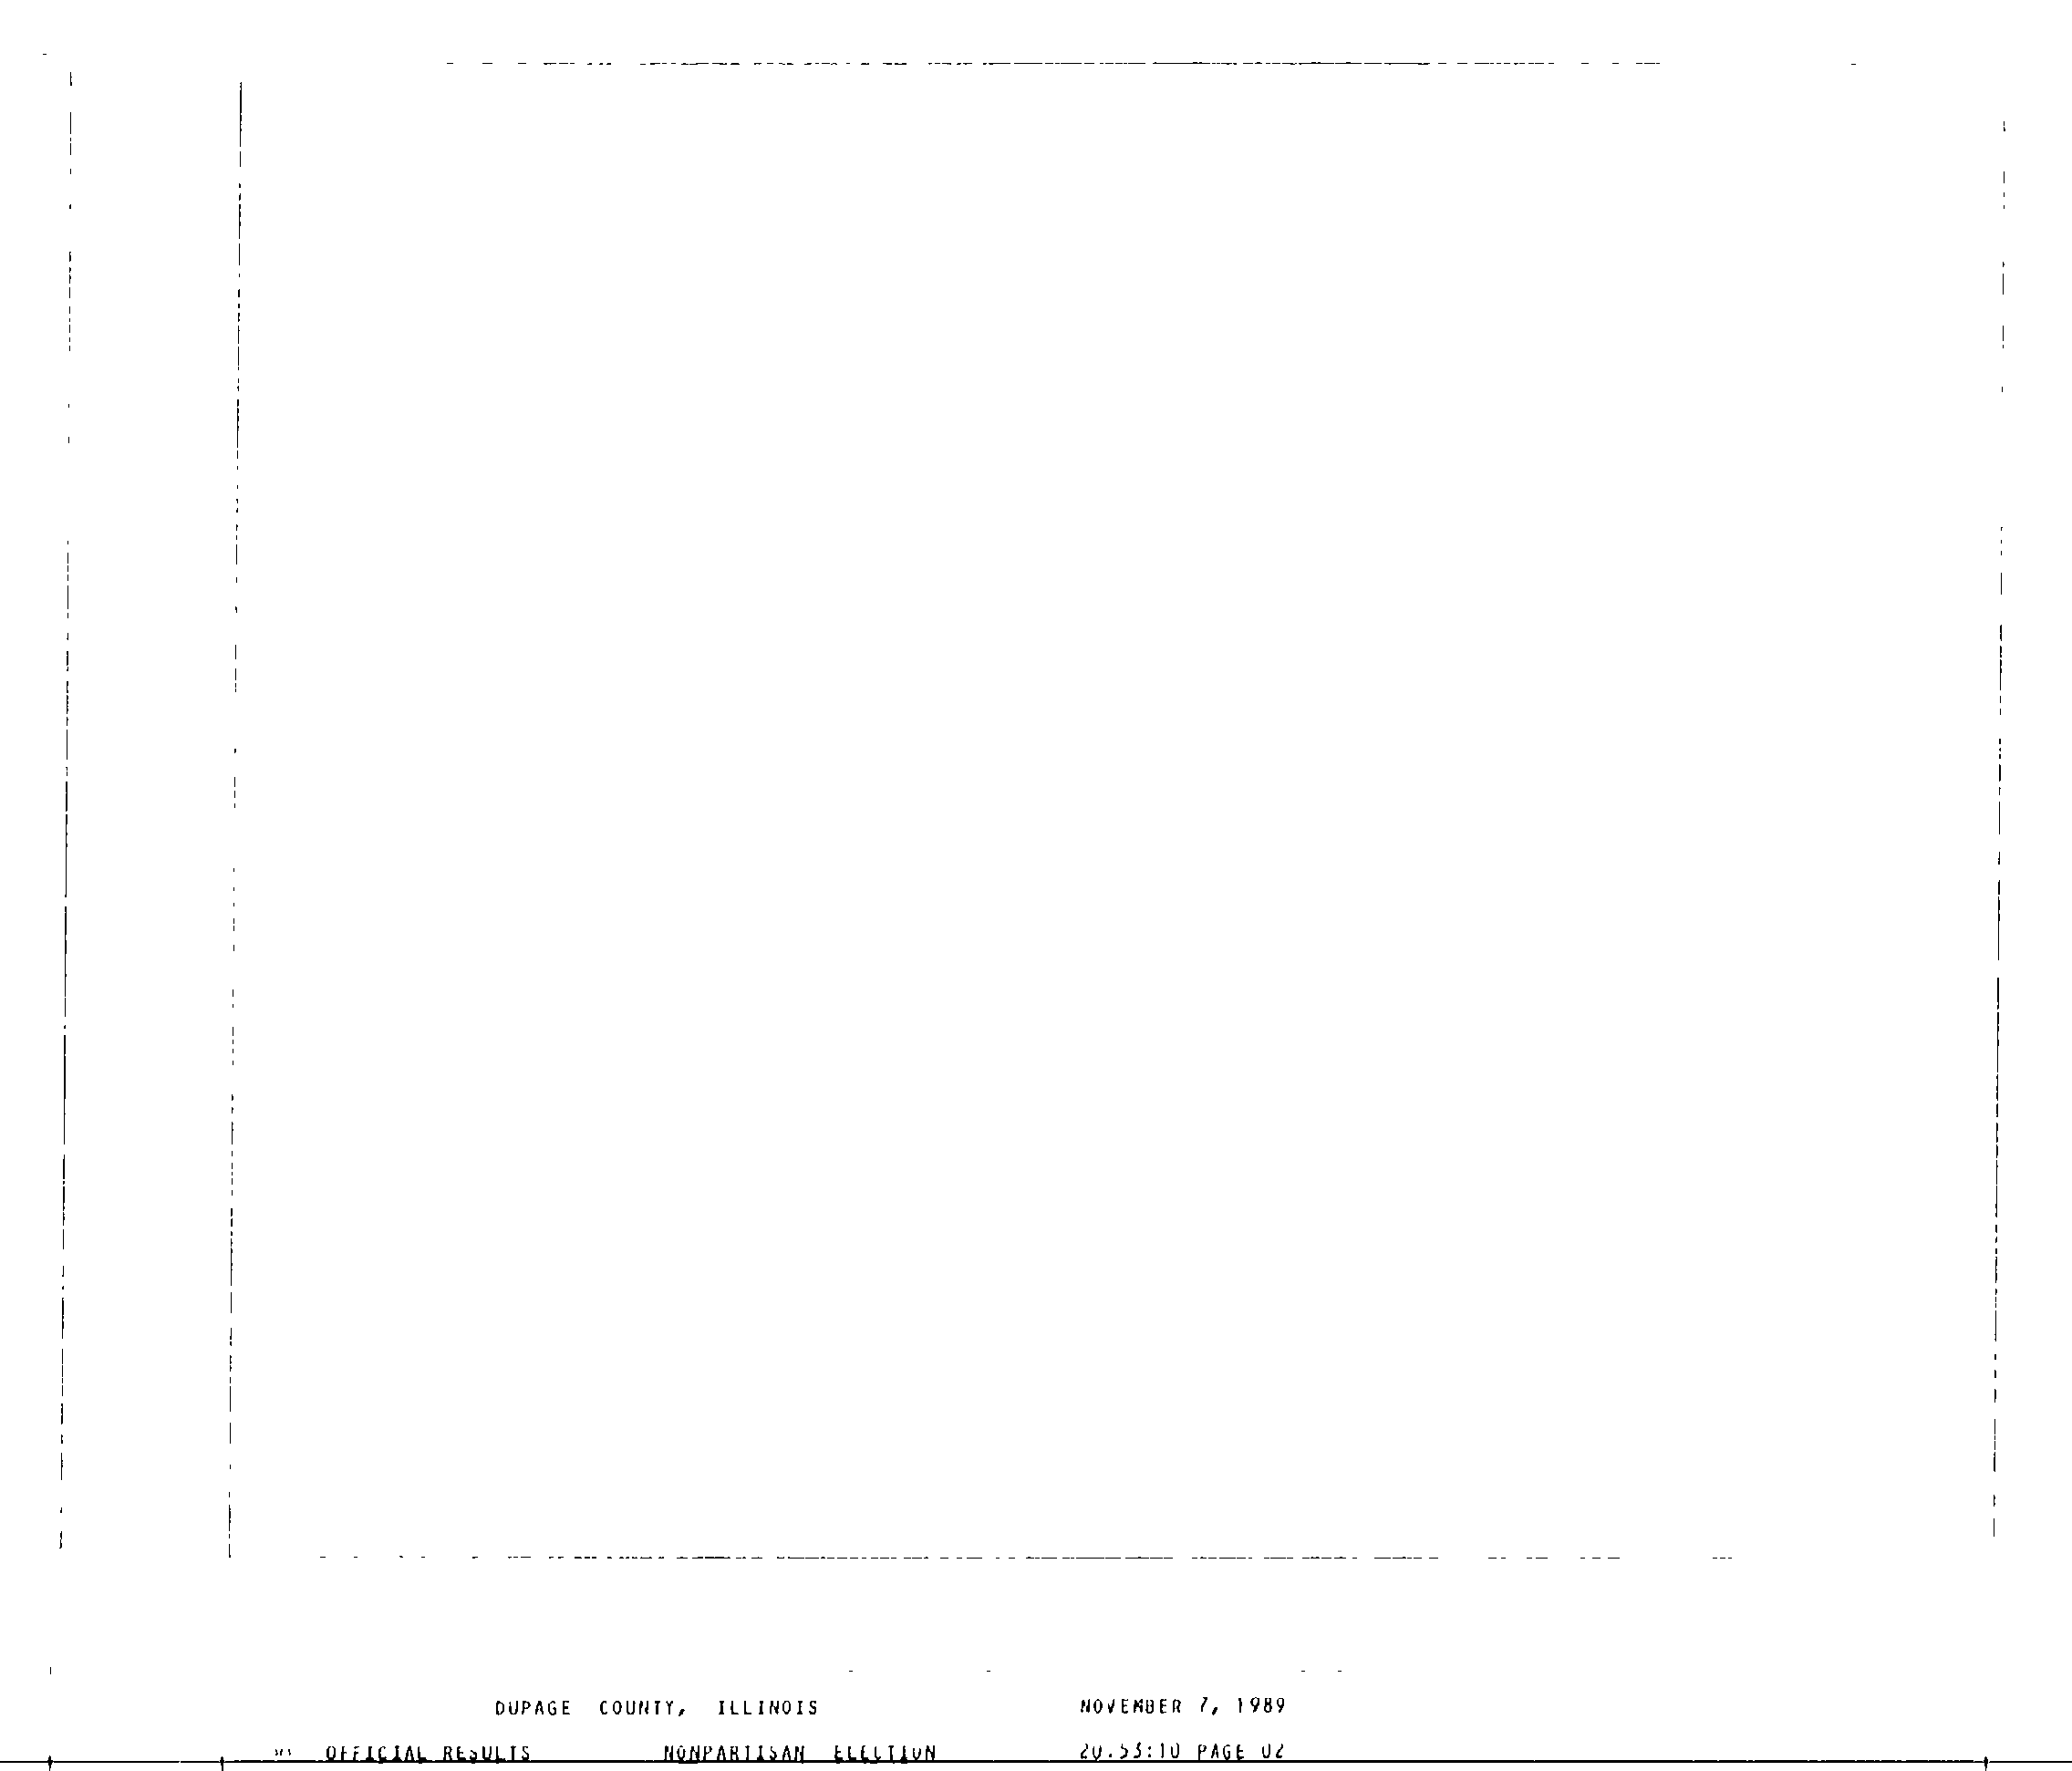 DUPAGE COUNTY, ILLINOIS NOVEMBER 7, 1989
OFFICIAL RESULTS NONPARTISAN ELECTION 20.53:10 PAGE 02